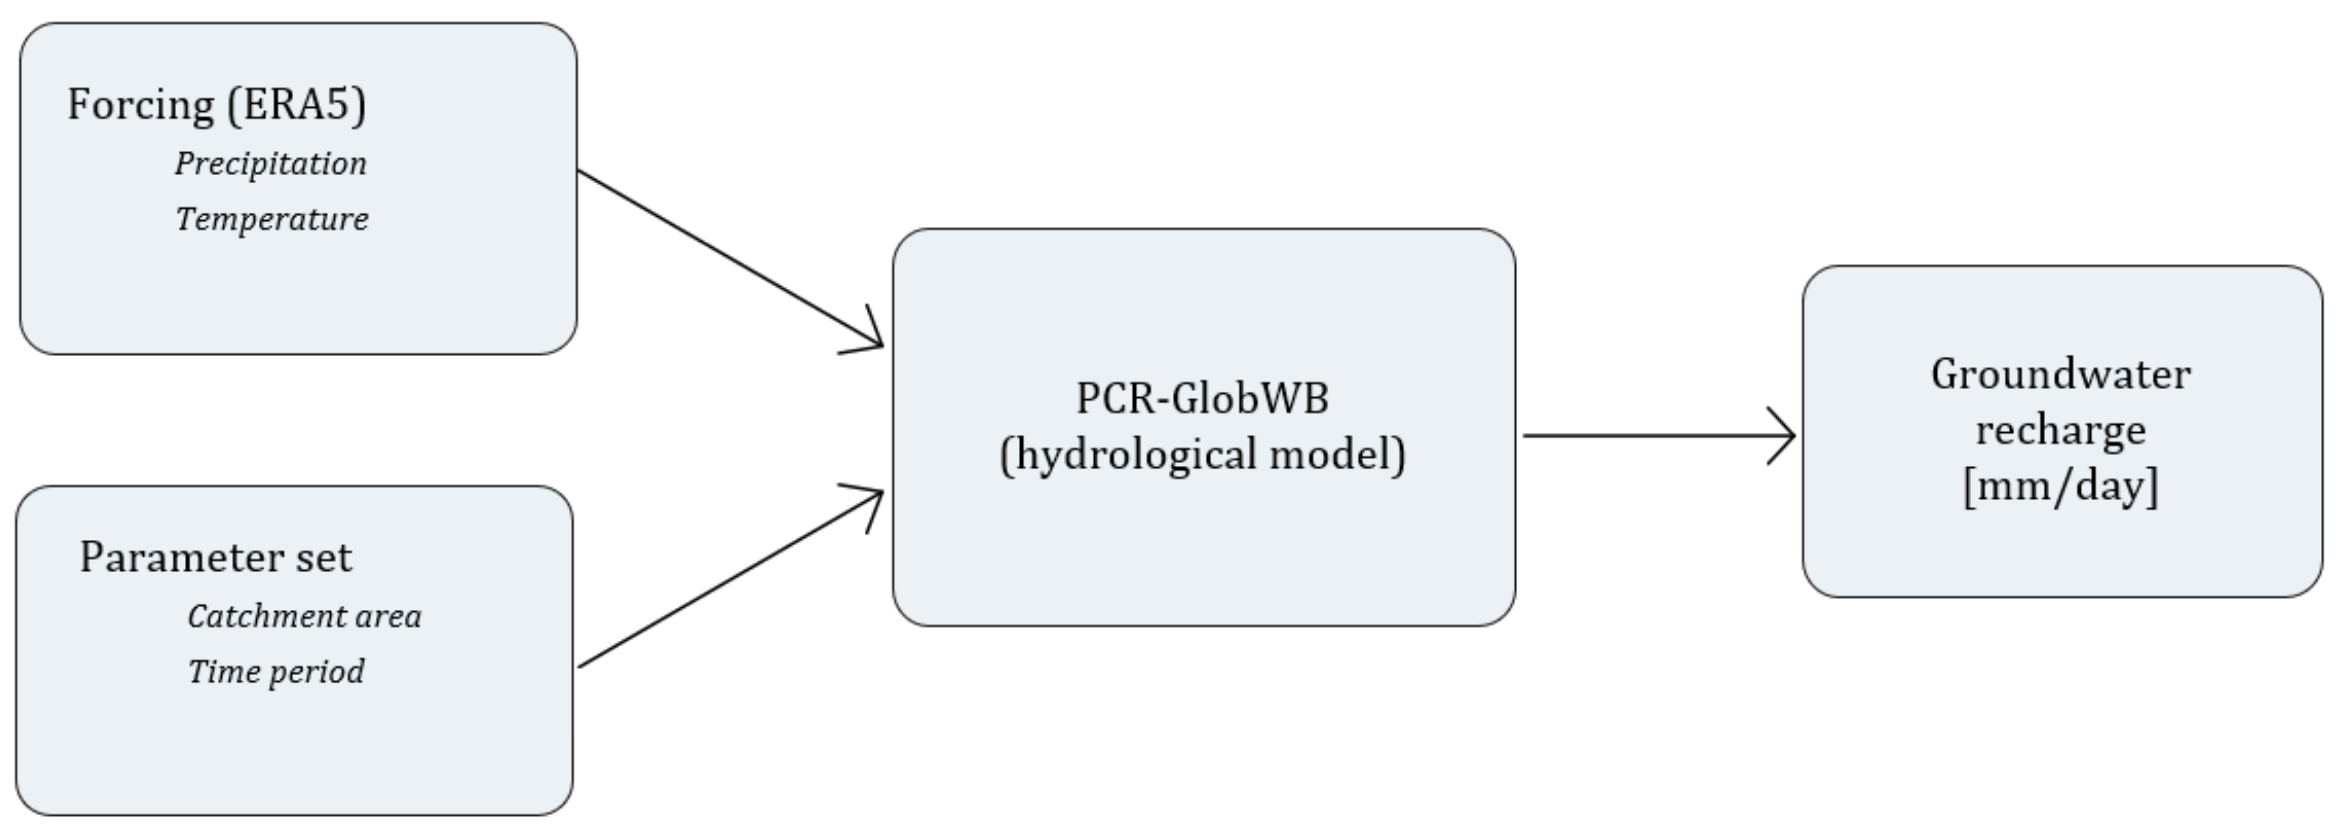 Forcing (ERA5)
Precipitation
Temperature
Parameter set
Catchment area
Time period
PCR-GlobWB
(hydrological model)
Groundwater
recharge
[mm/day]